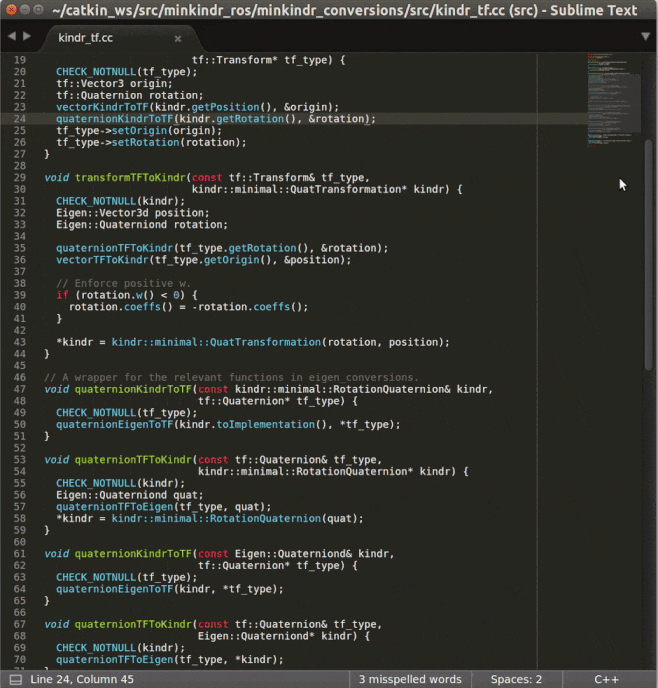 ~/catkin_ws/src/minkindr_ros/minkindr_conversions/src/kindr_tf.cc (src) - Sublime Text
kindr_tf.cc
19 tf::Transform* tf_type) {
20 CHECK_NOTNULL(tf_type);
21 tf::Vector3 origin;
22 tf::Quaternion rotation;
23 vectorKindrToTF(kindr.getPosition(), &origin);
24 quaternionKindrToTF(kindr.getRotation(), &rotation);
25 tf_type->setOrigin(origin);
26 tf_type->setRotation(rotation);
27 }
28
29 void transformTFToKindr(const tf::Transform& tf_type,
30 kindr::minimal::QuatTransformation* kindr) {
31 CHECK_NOTNULL(kindr);
32 Eigen::Vector3d position;
33 Eigen::Quaterniond rotation;
34
35 quaternionTFToKindr(tf_type.getRotation(), &rotation);
36 vectorTFToKindr(tf_type.getOrigin(), &position);
37
38 // Enforce positive w.
39 if (rotation.w() < 0) {
40 rotation.coeffs() = -rotation.coeffs();
41 }
42
43 *kindr = kindr::minimal::QuatTransformation(rotation, position);
44 }
45
46 // A wrapper for the relevant functions in eigen_conversions.
47 void quaternionKindrToTF(const kindr::minimal::RotationQuaternion& kindr,
48 tf::Quaternion* tf_type) {
49 CHECK_NOTNULL(tf_type);
50 quaternionEigenToTF(kindr.toImplementation(), *tf_type);
51 }
52
53 void quaternionTFToKindr(const tf::Quaternion& tf_type,
54 kindr::minimal::RotationQuaternion* kindr) {
55 CHECK_NOTNULL(kindr);
56 Eigen::Quaterniond quat;
57 quaternionTFToEigen(tf_type, quat);
58 *kindr = kindr::minimal::RotationQuaternion(quat);
59 }
60
61 void quaternionKindrToTF(const Eigen::Quaterniond& kindr,
62 tf::Quaternion* tf_type) {
63 CHECK_NOTNULL(tf_type);
64 quaternionEigenToTF(kindr, *tf_type);
65 }
66
67 void quaternionTFToKindr(const tf::Quaternion& tf_type,
68 Eigen::Quaterniond* kindr) {
69 CHECK_NOTNULL(kindr);
70 quaternionTFToEigen(tf_type, *kindr);
71 }
Line 24, Column 45 3 misspelled words Spaces: 2 C++